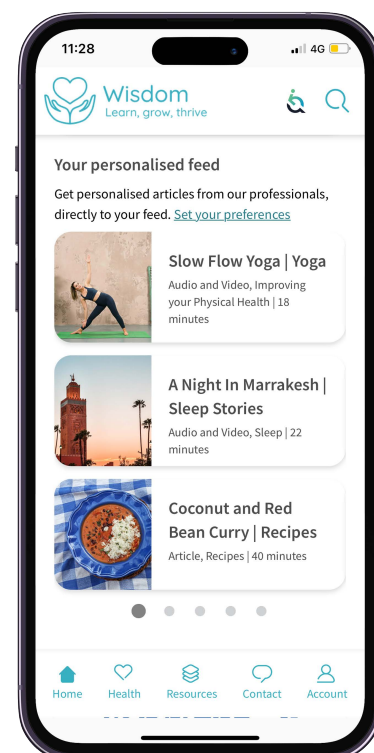 11:28
4G
Wisdom
Learn, grow, thrive
Your personalised feed
Get personalised articles from our professionals,
directly to your feed. Set your preferences
Slow Flow Yoga | Yoga
Audio and Video, Improving
your Physical Health | 18
minutes
A Night In Marrakesh |
Sleep Stories
Audio and Video, Sleep | 22
minutes
Coconut and Red
Bean Curry | Recipes
Article, Recipes | 40 minutes
Home Health Resources Contact Account